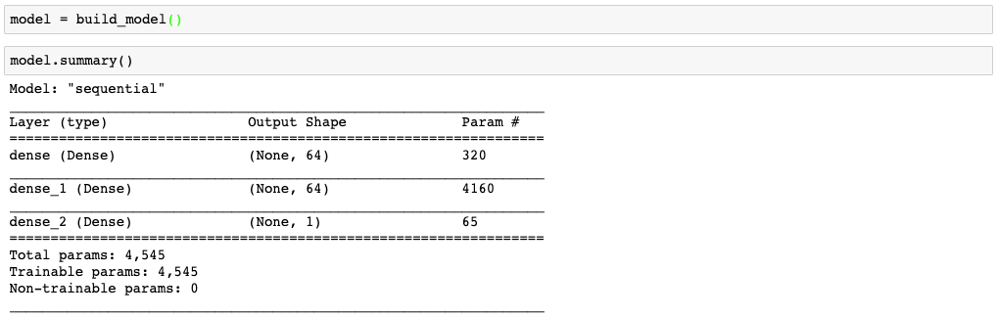 model = build_model()
model.summary()
Model: "sequential"
_________________________________________________________________
Layer (type)                 Output Shape              Param #
=================================================================
dense (Dense)                (None, 64)                320
_________________________________________________________________
dense_1 (Dense)              (None, 64)                4160
_________________________________________________________________
dense_2 (Dense)              (None, 1)                 65
=================================================================
Total params: 4,545
Trainable params: 4,545
Non-trainable params: 0
_________________________________________________________________